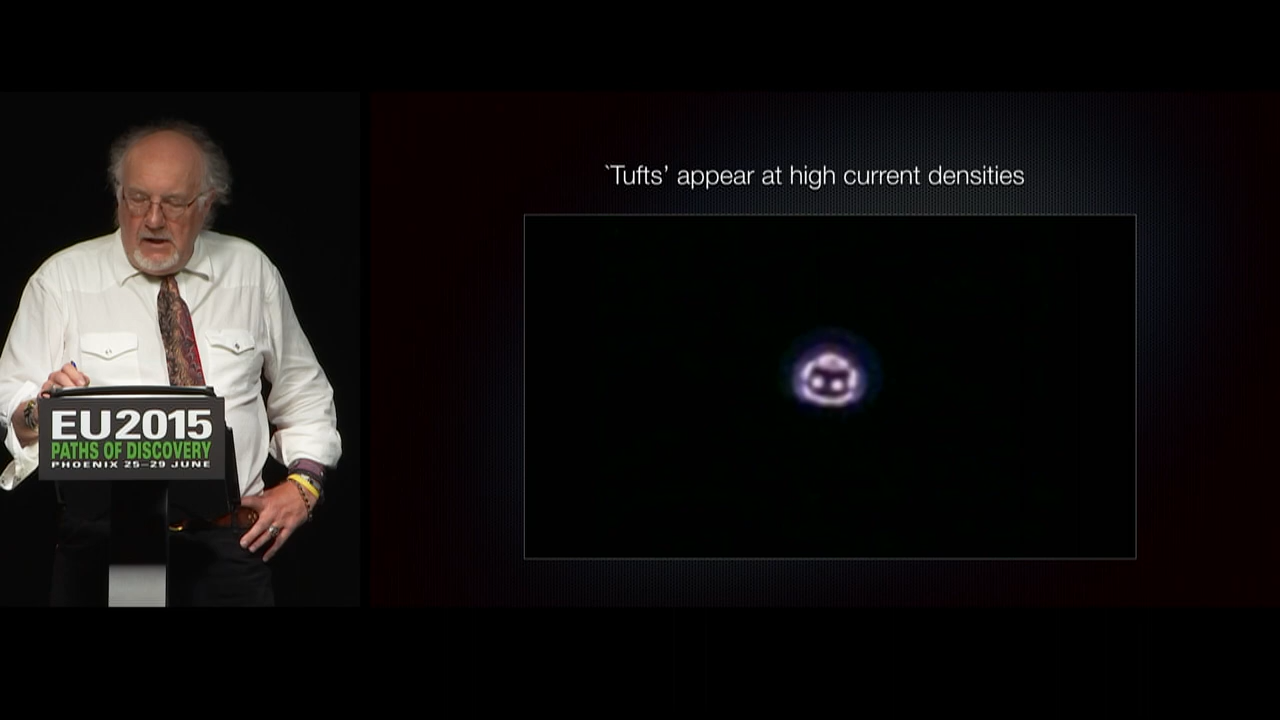 `Tufts’ appear at high current densities
EU2015
PATHS OF DISCOVERY
PHOENIX 25–29 JUNE